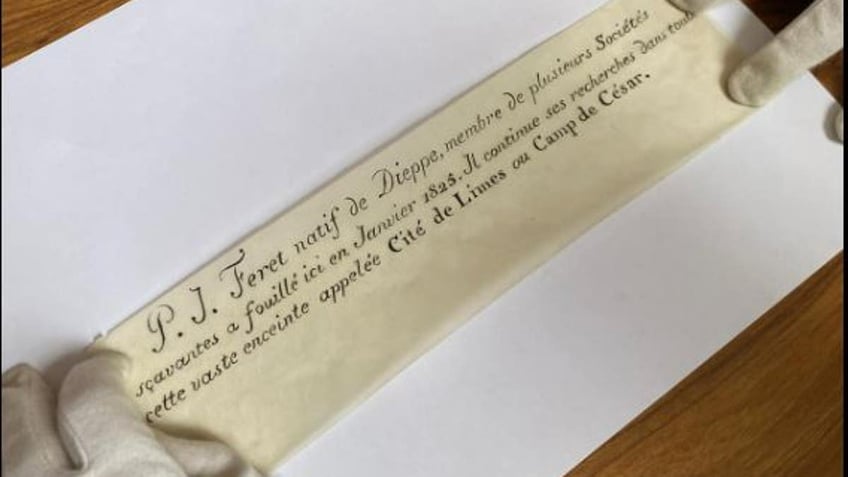 P. J. Feret natif de Dieppe, membre de plusieurs Sociétés
sçavantes a fouillé ici en Janvier 1825. Il continue ses recherches dans toute
cette vaste enceinte appelée Cité de Limes ou Camp de César.